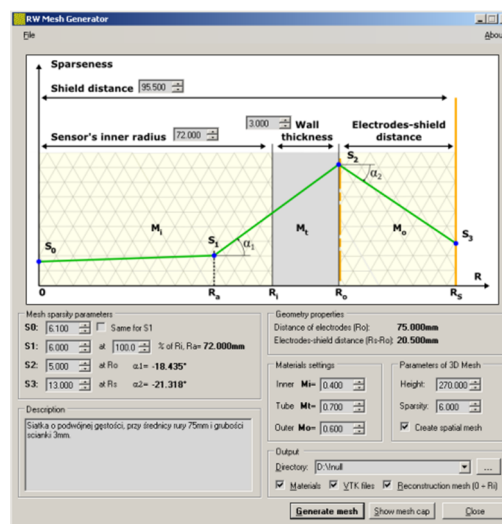 RW Mesh Generator
File Abou
Sparseness
Shield distance 95.500
Sensor's inner radius 72.000 3.000 Wall thickness Electrodes-shield distance
S2
α2
S0 Mi S1 α1 Mt Mo S3
R
0 Ra Ri Ro RS
Mesh sparsity parameters
S0: 6.100 Same for S1
S1: 6.000 at 100.0 % of Ri, Ra= 72.000mm
S2: 5.000 at Ro α1= -18.435°
S3: 13.000 at Rs α2= -21.318°
Description
Siatka o podwójnej gęstości, przy średnicy rury 75mm i grubości
scianki 3mm.
Geometry properties
Distance of electrodes (Ro): 75.000mm
Electrodes-shield distance (Rs-Ro): 20.500mm
Materials settings
Inner Mi= 0.400
Tube Mt= 0.700
Outer Mo= 0.600
Parameters of 3D Mesh
Height: 270.000
Sparsity: 6.000
Create spatial mesh
Output
Directory: D:\!null ...
Materials VTK files Reconstruction mesh (0 ÷ Ri)
Generate mesh Show mesh cap Close